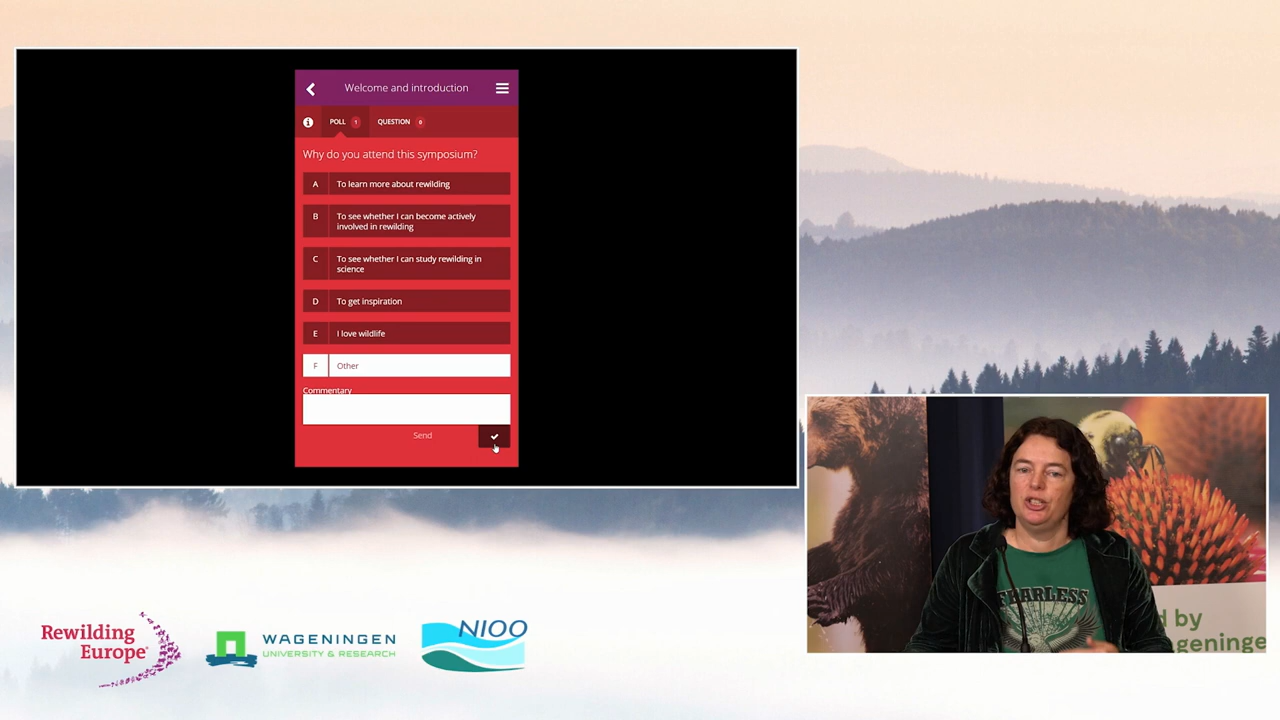 Welcome and introduction
POLL 1 QUESTION 0
Why do you attend this symposium?
A To learn more about rewilding
B To see whether I can become actively
involved in rewilding
C To see whether I can study rewilding in
science
D To get inspiration
E I love wildlife
F Other
Commentary
Send
FEARLESS
d by
geninge
Rewilding
Europe
WAGENINGEN
UNIVERSITY & RESEARCH
NIOO